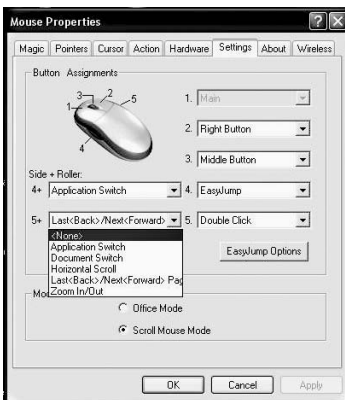 Mouse Properties
Magic Pointers Cursor Action Hardware Settings About Wireless
Button Assignments
3 2 5
1
4
1. Main
2. Right Button
3. Middle Button
Side + Roller:
4+ Application Switch 4. EasyJump
5+ Last<Back>/Next<Forward> 5. Double Click
<None>
Application Switch
Document Switch
Horizontal Scroll
Last<Back>/Next<Forward> Pag
Zoom In/Out
EasyJump Options
Mo
Office Mode
Scroll Mouse Mode
OK Cancel Apply